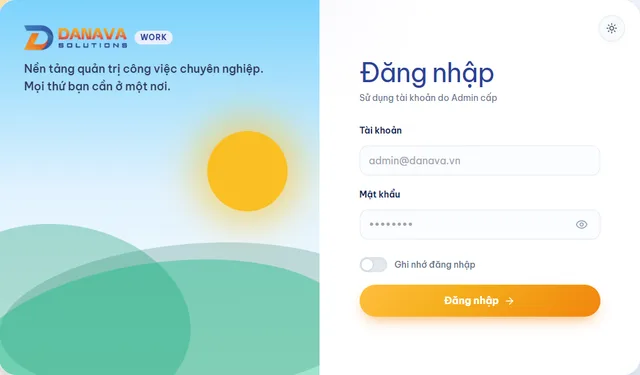 DANAVA
SOLUTIONS
WORK
Nền tảng quản trị công việc chuyên nghiệp.
Mọi thứ bạn cần ở một nơi.
Đăng nhập
Sử dụng tài khoản do Admin cấp
Tài khoản
admin@danava.vn
Mật khẩu
••••••••
Ghi nhớ đăng nhập
Đăng nhập →